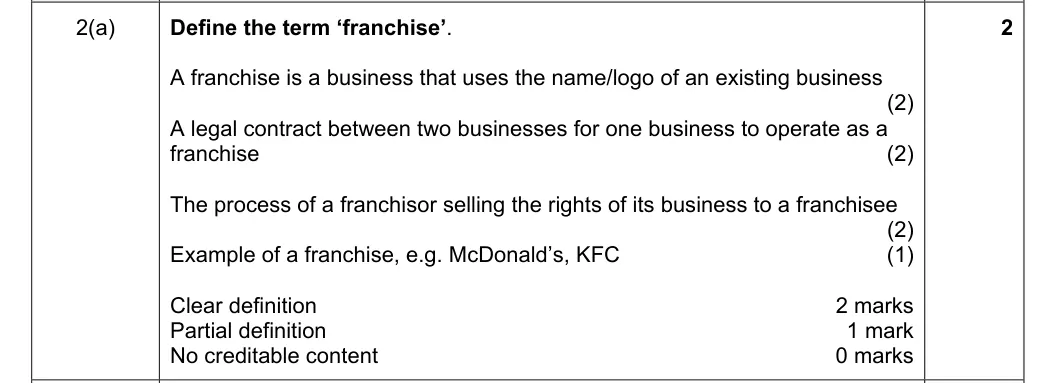 2(a) Define the term ‘franchise’. 2
A franchise is a business that uses the name/logo of an existing business
(2)
A legal contract between two businesses for one business to operate as a
franchise (2)
The process of a franchisor selling the rights of its business to a franchisee
(2)
Example of a franchise, e.g. McDonald’s, KFC (1)
Clear definition 2 marks
Partial definition 1 mark
No creditable content 0 marks